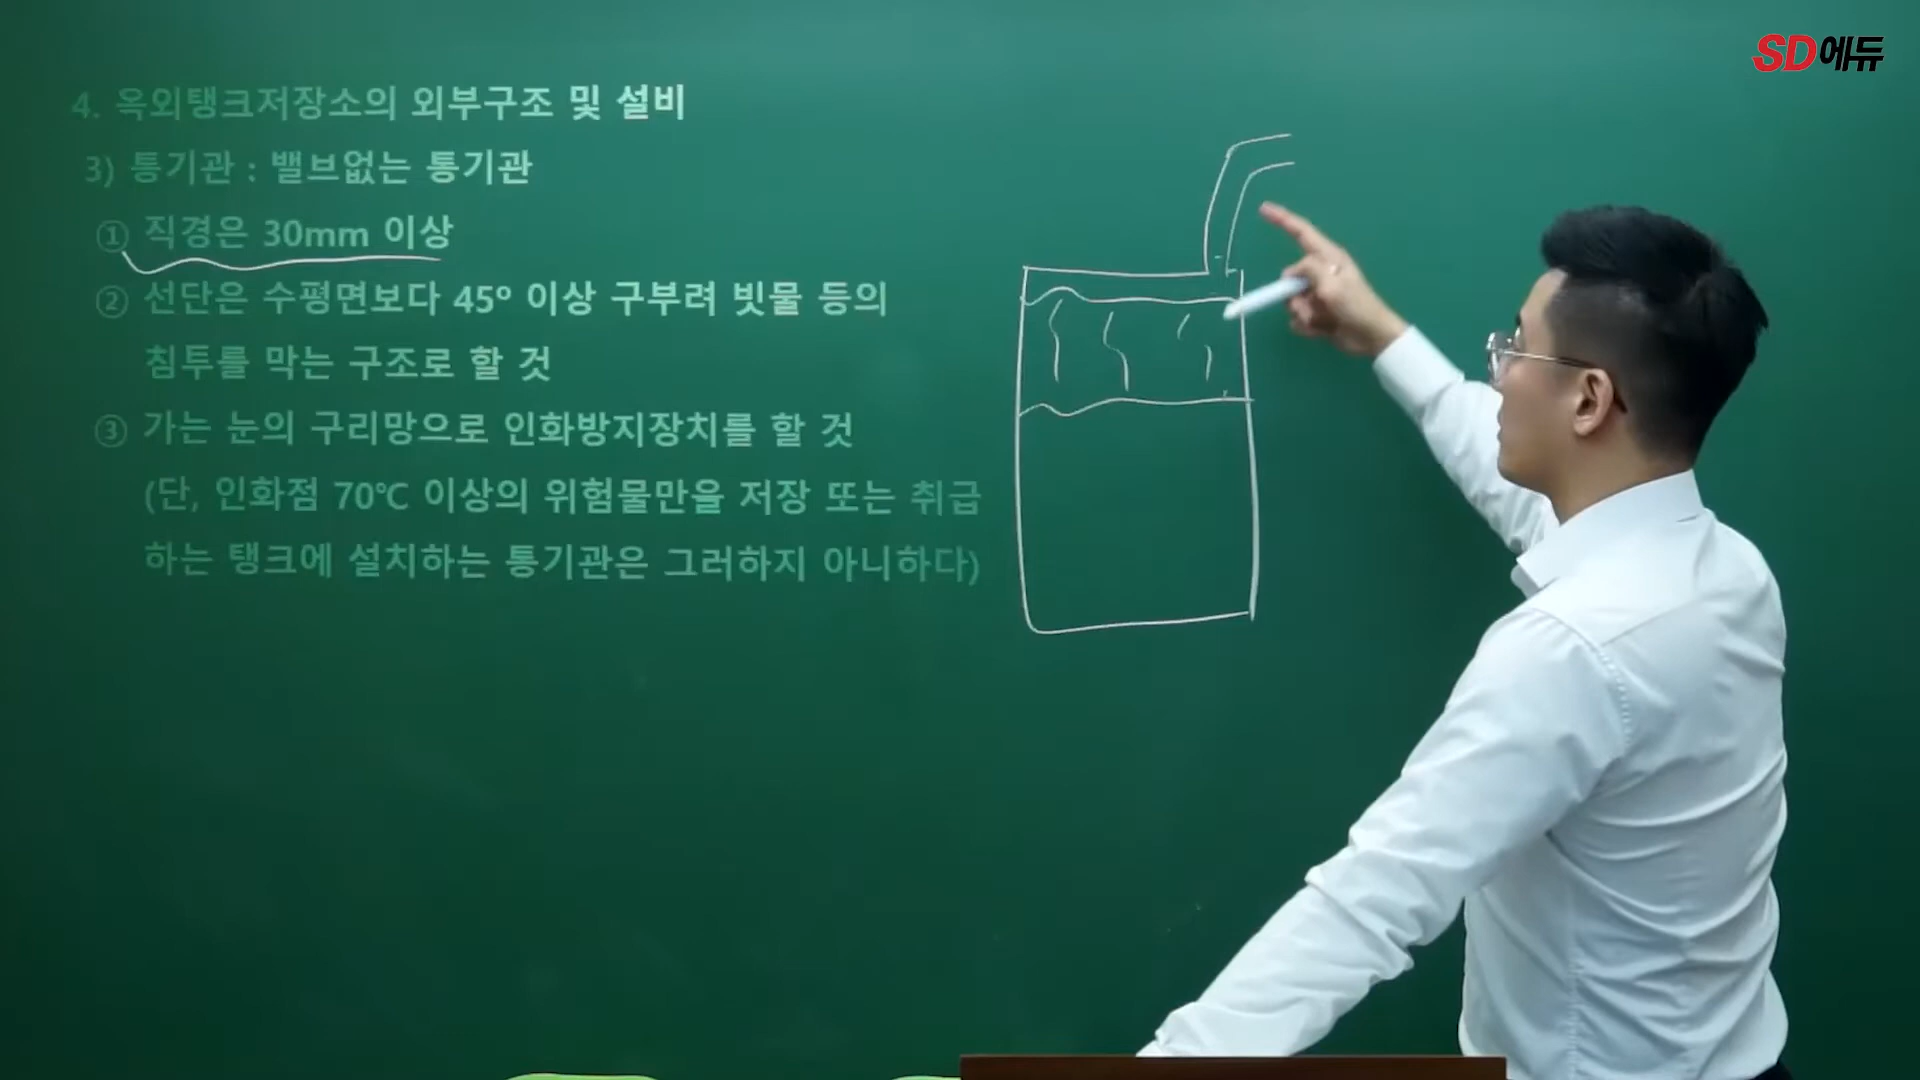 SD에듀
4. 옥외탱크저장소의 외부구조 및 설비
3) 통기관 : 밸브없는 통기관
① 직경은 30mm 이상
② 선단은 수평면보다 45º 이상 구부려 빗물 등의
침투를 막는 구조로 할 것
③ 가는 눈의 구리망으로 인화방지장치를 할 것
(단, 인화점 70℃ 이상의 위험물만을 저장 또는 취급
하는 탱크에 설치하는 통기관은 그러하지 아니하다)